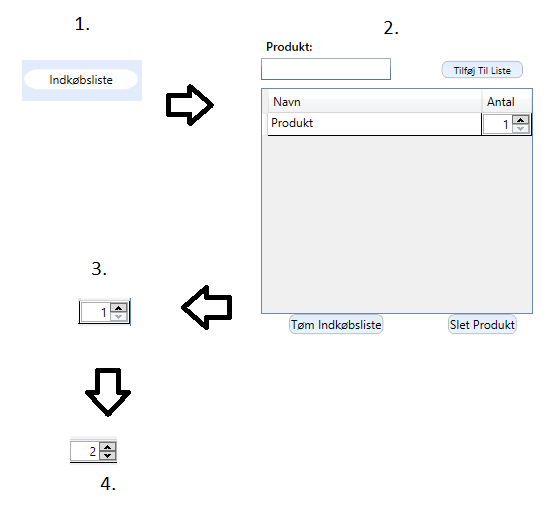 1.
Indkøbsliste
2.
Produkt:
Tilføj Til Liste
Navn Antal
Produkt 1
Tøm Indkøbsliste Slet Produkt
3.
1
2
4.